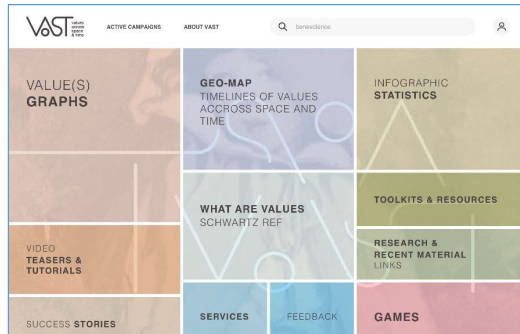 VAST values
across
space
& time
ACTIVE CAMPAIGNS
ABOUT VAST
benescience
VALUE(S)
GRAPHS
GEO-MAP
TIMELINES OF VALUES
ACCROSS SPACE AND
TIME
INFOGRAPHIC
STATISTICS
WHAT ARE VALUES
SCHWARTZ REF
TOOLKITS & RESOURCES
VIDEO
TEASERS &
TUTORIALS
RESEARCH &
RECENT MATERIAL
LINKS
SUCCESS STORIES
SERVICES
FEEDBACK
GAMES